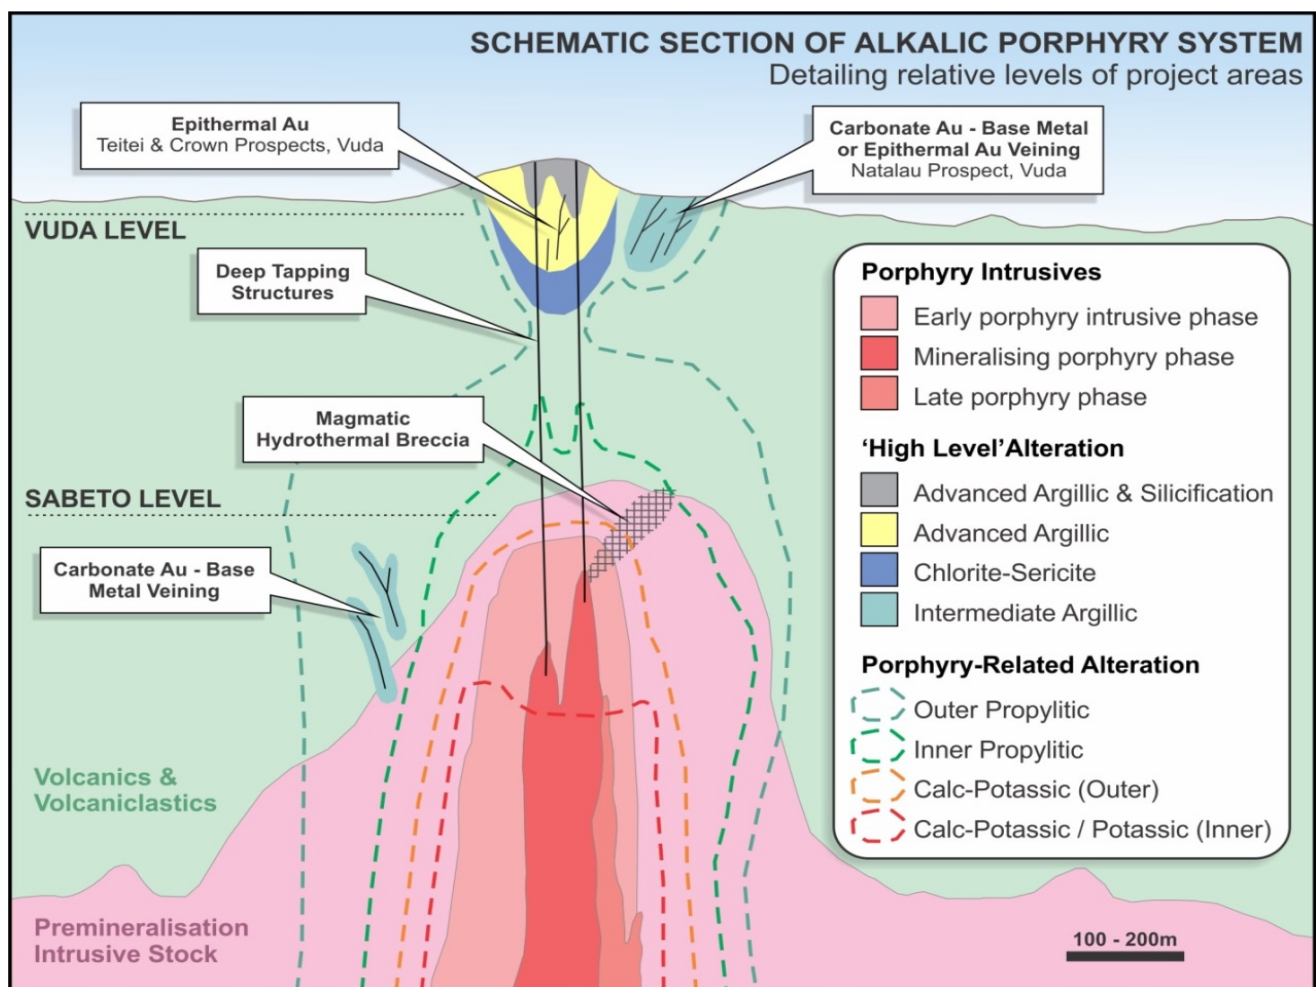 SCHEMATIC SECTION OF ALKALIC PORPHYRY SYSTEM
Detailing relative levels of project areas
Epithermal Au
Teitei & Crown Prospects, Vuda
Carbonate Au - Base Metal
or Epithermal Au Veining
Natalau Prospect, Vuda
VUDA LEVEL
Deep Tapping
Structures
Magmatic
Hydrothermal Breccia
SABETO LEVEL
Carbonate Au - Base
Metal Veining
Volcanics &
Volcaniclastics
Premineralisation
Intrusive Stock
Porphyry Intrusives
Early porphyry intrusive phase
Mineralising porphyry phase
Late porphyry phase
‘High Level’Alteration
Advanced Argillic & Silicification
Advanced Argillic
Chlorite-Sericite
Intermediate Argillic
Porphyry-Related Alteration
Outer Propylitic
Inner Propylitic
Calc-Potassic (Outer)
Calc-Potassic / Potassic (Inner)
100 - 200m